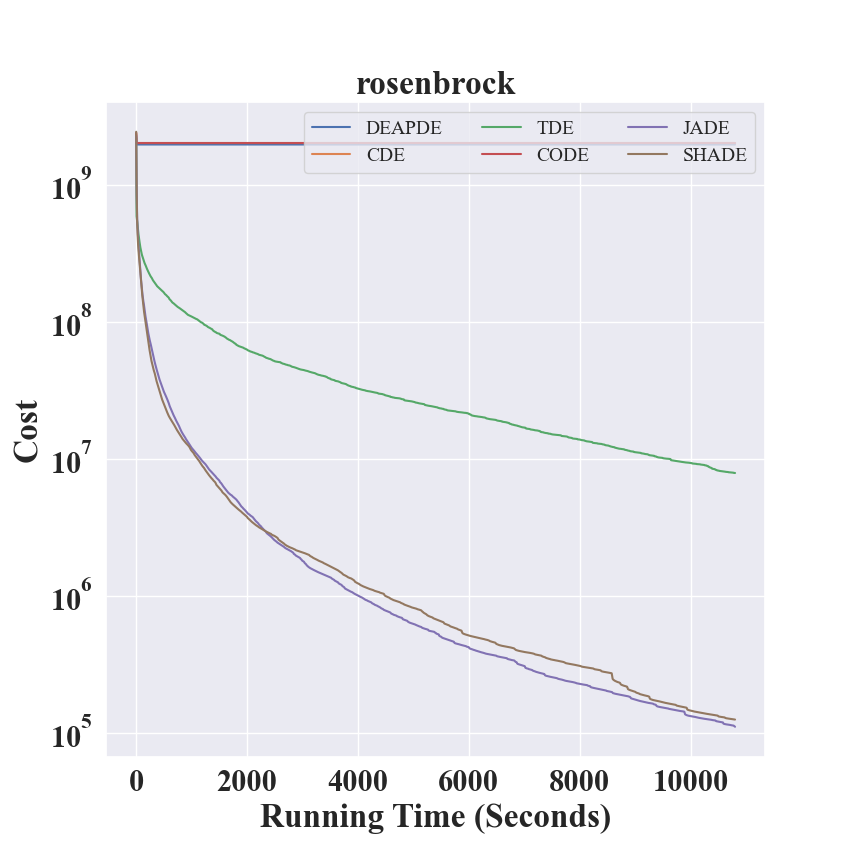 rosenbrock
DEAPDE TDE JADE
CDE CODE SHADE
10^9
10^8
10^7
10^6
10^5
Cost
0 2000 4000 6000 8000 10000
Running Time (Seconds)